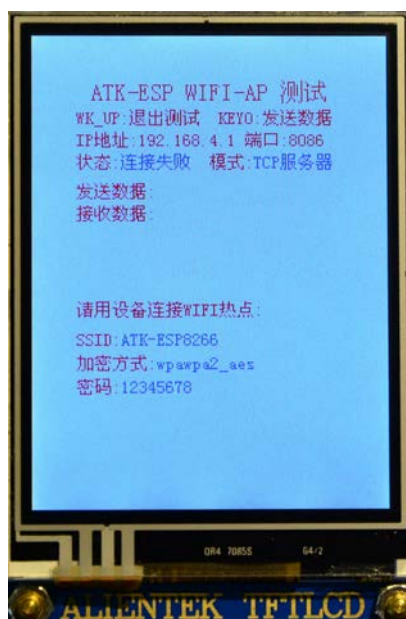 ATK-ESP WIFI-AP 测试
WK_UP:退出测试 KEY0:发送数据
IP地址:192.168.4.1 端口:8086
状态:连接失败 模式:TCP服务器
发送数据:
接收数据:
请用设备连接WIFI热点:
SSID:ATK-ESP8266
加密方式:wpawpa2_aes
密码:12345678
QR4 7085S G4/2
ALIENTEK TFTLCD